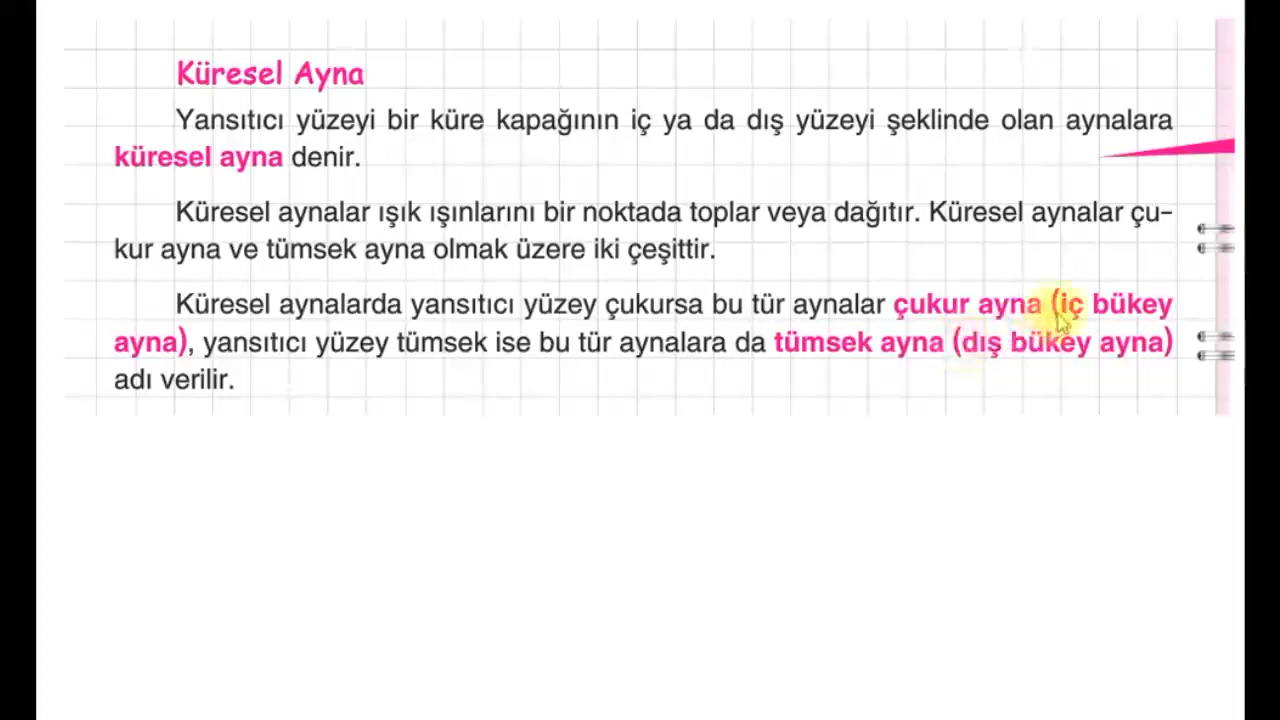 Küresel Ayna
Yansıtıcı yüzeyi bir küre kapağının iç ya da dış yüzeyi şeklinde olan aynalara
küresel ayna denir.
Küresel aynalar ışık ışınlarını bir noktada toplar veya dağıtır. Küresel aynalar çu-
kur ayna ve tümsek ayna olmak üzere iki çeşittir.
Küresel aynalarda yansıtıcı yüzey çukursa bu tür aynalar çukur ayna (iç bükey
ayna), yansıtıcı yüzey tümsek ise bu tür aynalara da tümsek ayna (dış bükey ayna)
adı verilir.